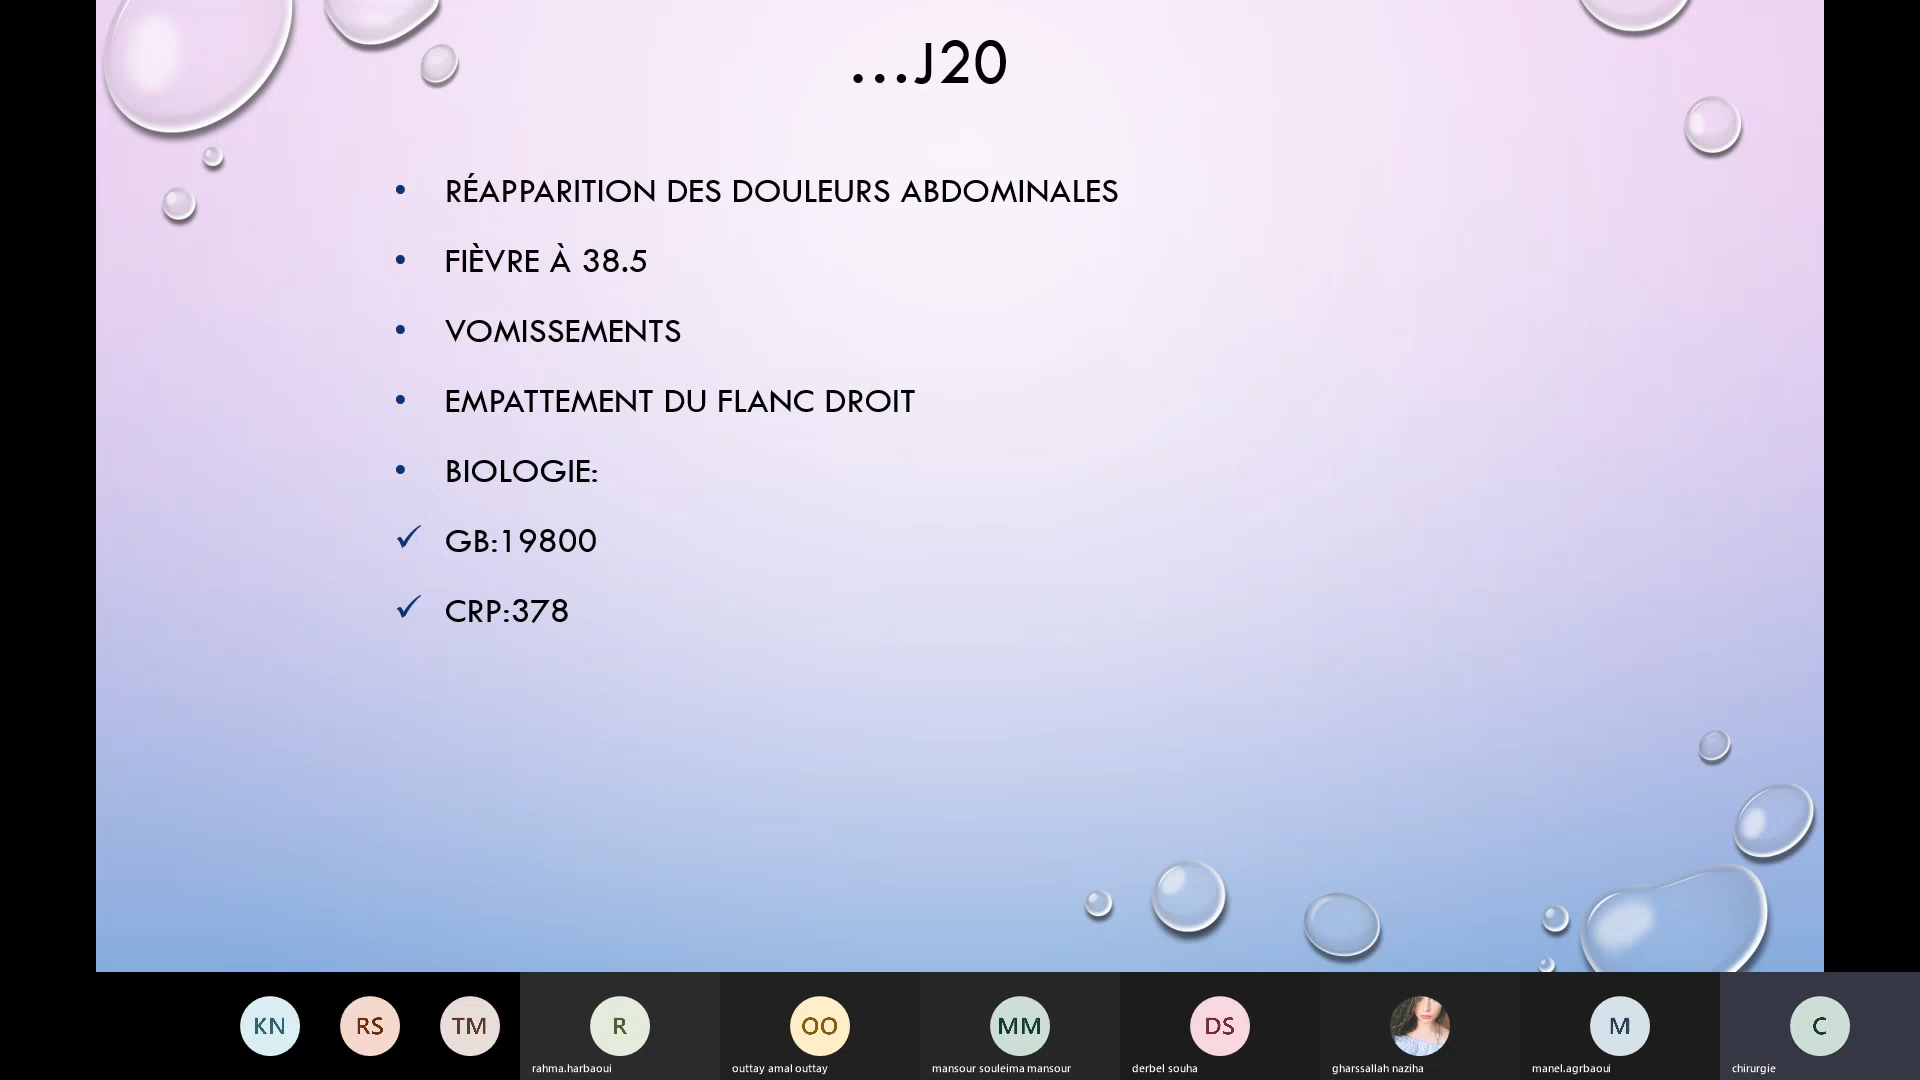 ...J20
RÉAPPARITION DES DOULEURS ABDOMINALES
FIÈVRE À 38.5
VOMISSEMENTS
EMPATTEMENT DU FLANC DROIT
BIOLOGIE:
GB:19800
CRP:378
KN RS TM R OO MM DS M C
rahma.harbaoui outtay amal outtay mansour souleima mansour derbel souha gharssallah naziha manel.agrbaoui chirurgie